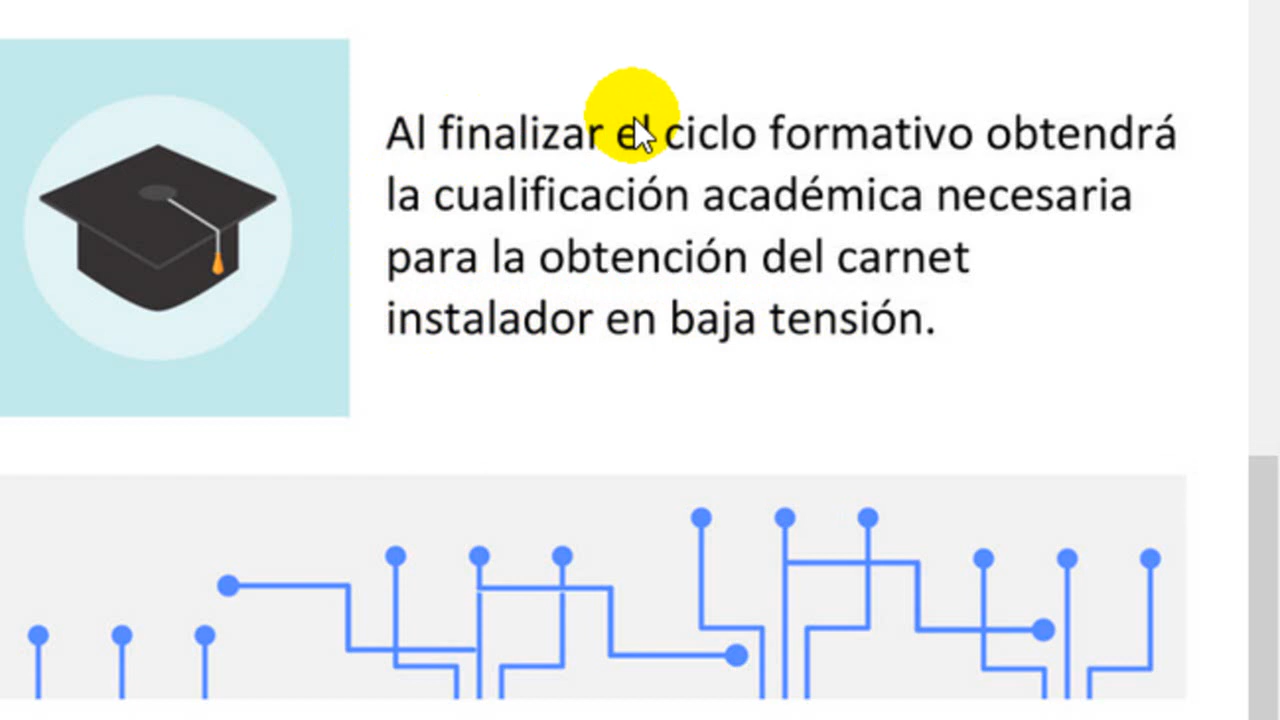 Al finalizar el ciclo formativo obtendrá
la cualificación académica necesaria
para la obtención del carnet
instalador en baja tensión.